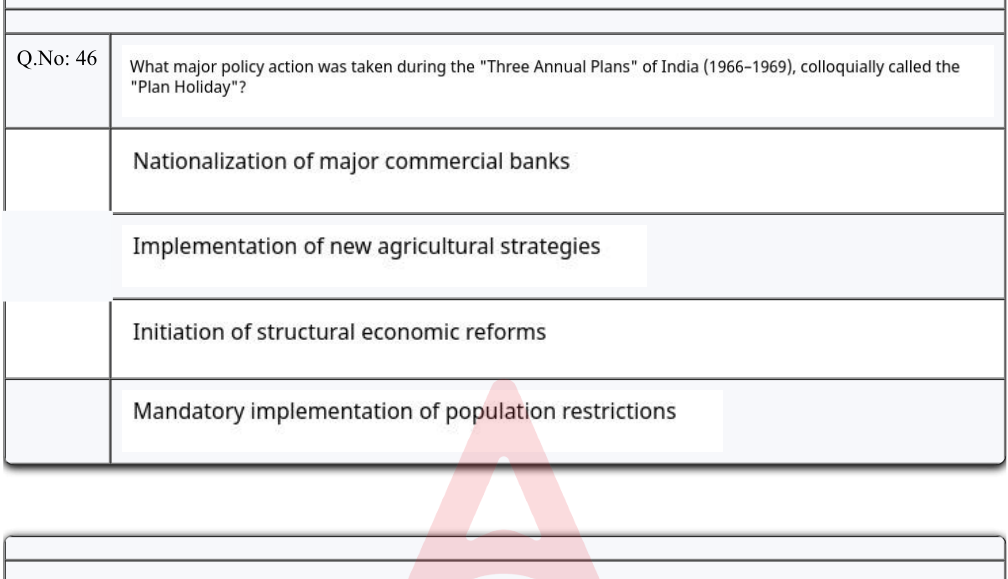 Q.No: 46
What major policy action was taken during the "Three Annual Plans" of India (1966–1969), colloquially called the
"Plan Holiday"?
Nationalization of major commercial banks
Implementation of new agricultural strategies
Initiation of structural economic reforms
Mandatory implementation of population restrictions